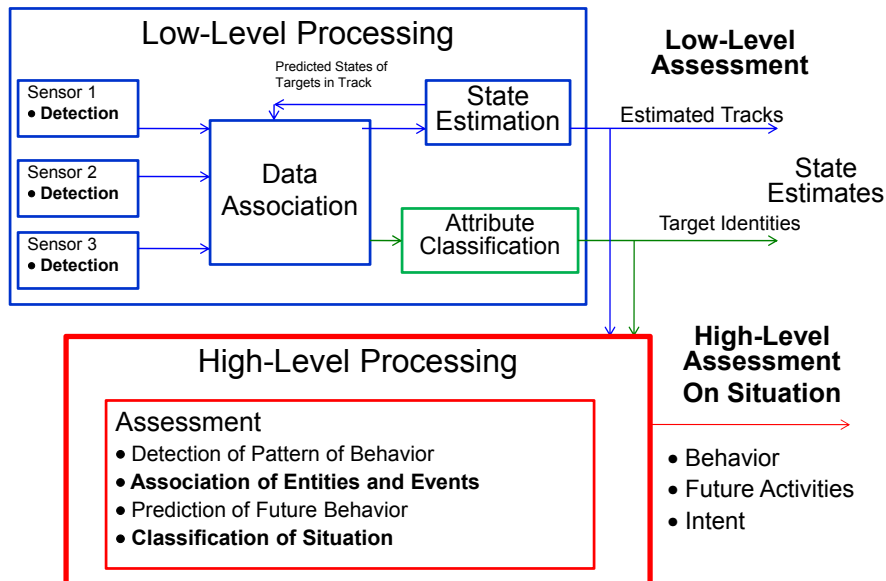 Low-Level Processing
Predicted States of
Targets in Track
Sensor 1
• Detection
Sensor 2
• Detection
Sensor 3
• Detection
Data
Association
State
Estimation
Attribute
Classification
Low-Level
Assessment
Estimated Tracks
State
Estimates
Target Identities
High-Level Processing
Assessment
• Detection of Pattern of Behavior
• Association of Entities and Events
• Prediction of Future Behavior
• Classification of Situation
High-Level
Assessment
On Situation
• Behavior
• Future Activities
• Intent